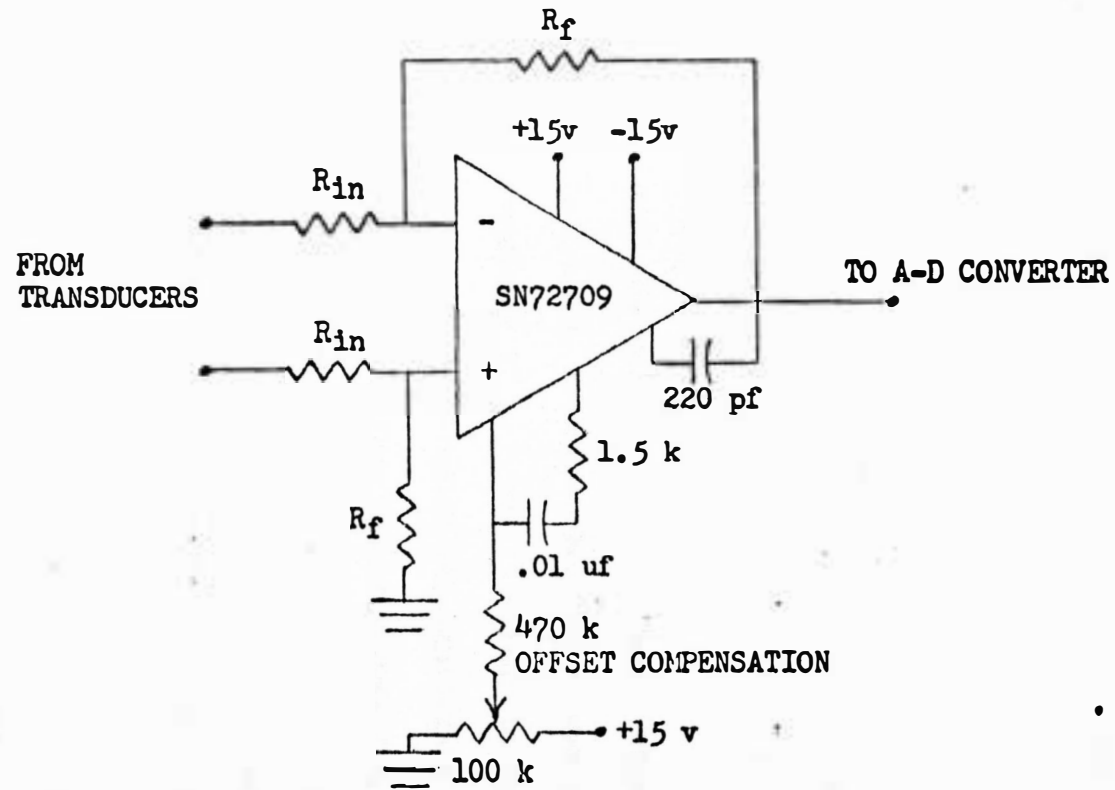 Rf
+15v -15v
Rin
-
FROM
TRANSDUCERS
SN72709
TO A-D CONVERTER
Rin
+
220 pf
1.5 k
Rf
.01 uf
470 k
OFFSET COMPENSATION
+15 v
100 k